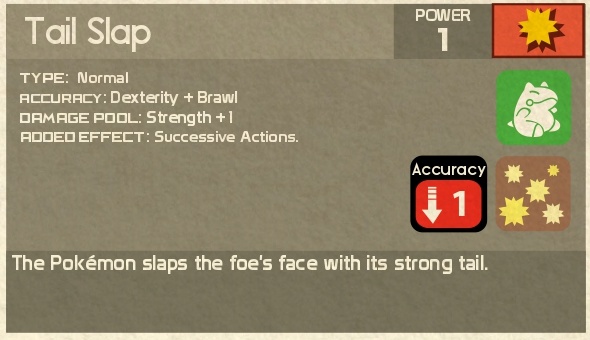 Tail Slap
POWER
1
TYPE: Normal
ACCURACY: Dexterity + Brawl
DAMAGE POOL: Strength +1
ADDED EFFECT: Successive Actions.
Accuracy
1
The Pokémon slaps the foe's face with its strong tail.